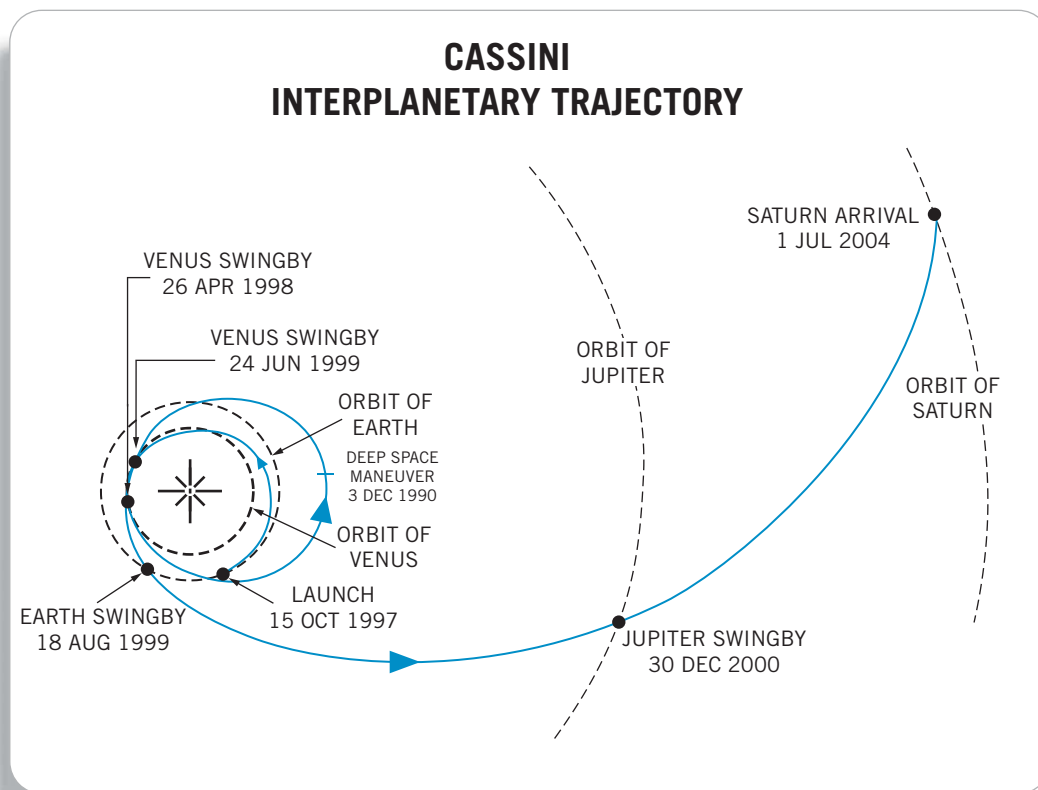 CASSINI
INTERPLANETARY TRAJECTORY
SATURN ARRIVAL
1 JUL 2004
VENUS SWINGBY
26 APR 1998
VENUS SWINGBY
24 JUN 1999
ORBIT OF
JUPITER
ORBIT OF
SATURN
ORBIT OF
EARTH
DEEP SPACE
MANEUVER
3 DEC 1990
ORBIT OF
VENUS
LAUNCH
15 OCT 1997
EARTH SWINGBY
18 AUG 1999
JUPITER SWINGBY
30 DEC 2000